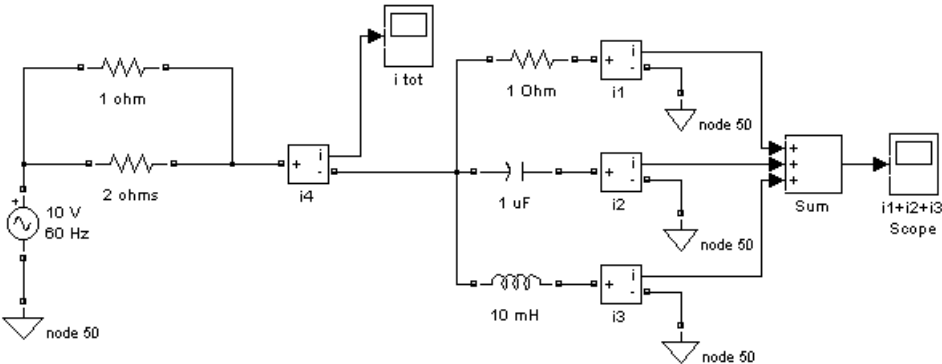 i tot
1 ohm
2 ohms
10 V
60 Hz
node 50
+
i
-
i4
1 Ohm
+
i
-
i1
node 50
1 uF
+
i
-
i2
node 50
10 mH
+
i
-
i3
node 50
+
+
+
+
Sum
i1+i2+i3
Scope